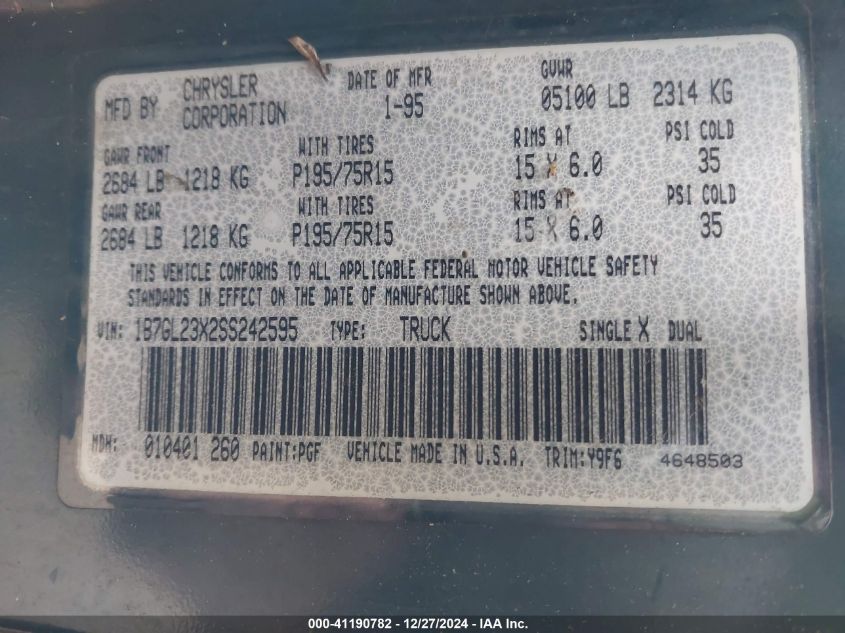 MFD BY CHRYSLER CORPORATION DATE OF MFR 1-95 GVWR 05100 LB 2314 KG
GAWR FRONT WITH TIRES RIMS AT PSI COLD
2684 LB 1218 KG P195/75R15 15 X 6.0 35
GAWR REAR WITH TIRES RIMS AT PSI COLD
2684 LB 1218 KG P195/75R15 15 X 6.0 35
THIS VEHICLE CONFORMS TO ALL APPLICABLE FEDERAL MOTOR VEHICLE SAFETY
STANDARDS IN EFFECT ON THE DATE OF MANUFACTURE SHOWN ABOVE.
VIN: 1B7GL23X2SS242595 TYPE: TRUCK SINGLE X DUAL
MDH: 010401 260 PAINT:PGF VEHICLE MADE IN U.S.A. TRIM:Y9F6 4648503
000-41190782 - 12/27/2024 - IAA Inc.